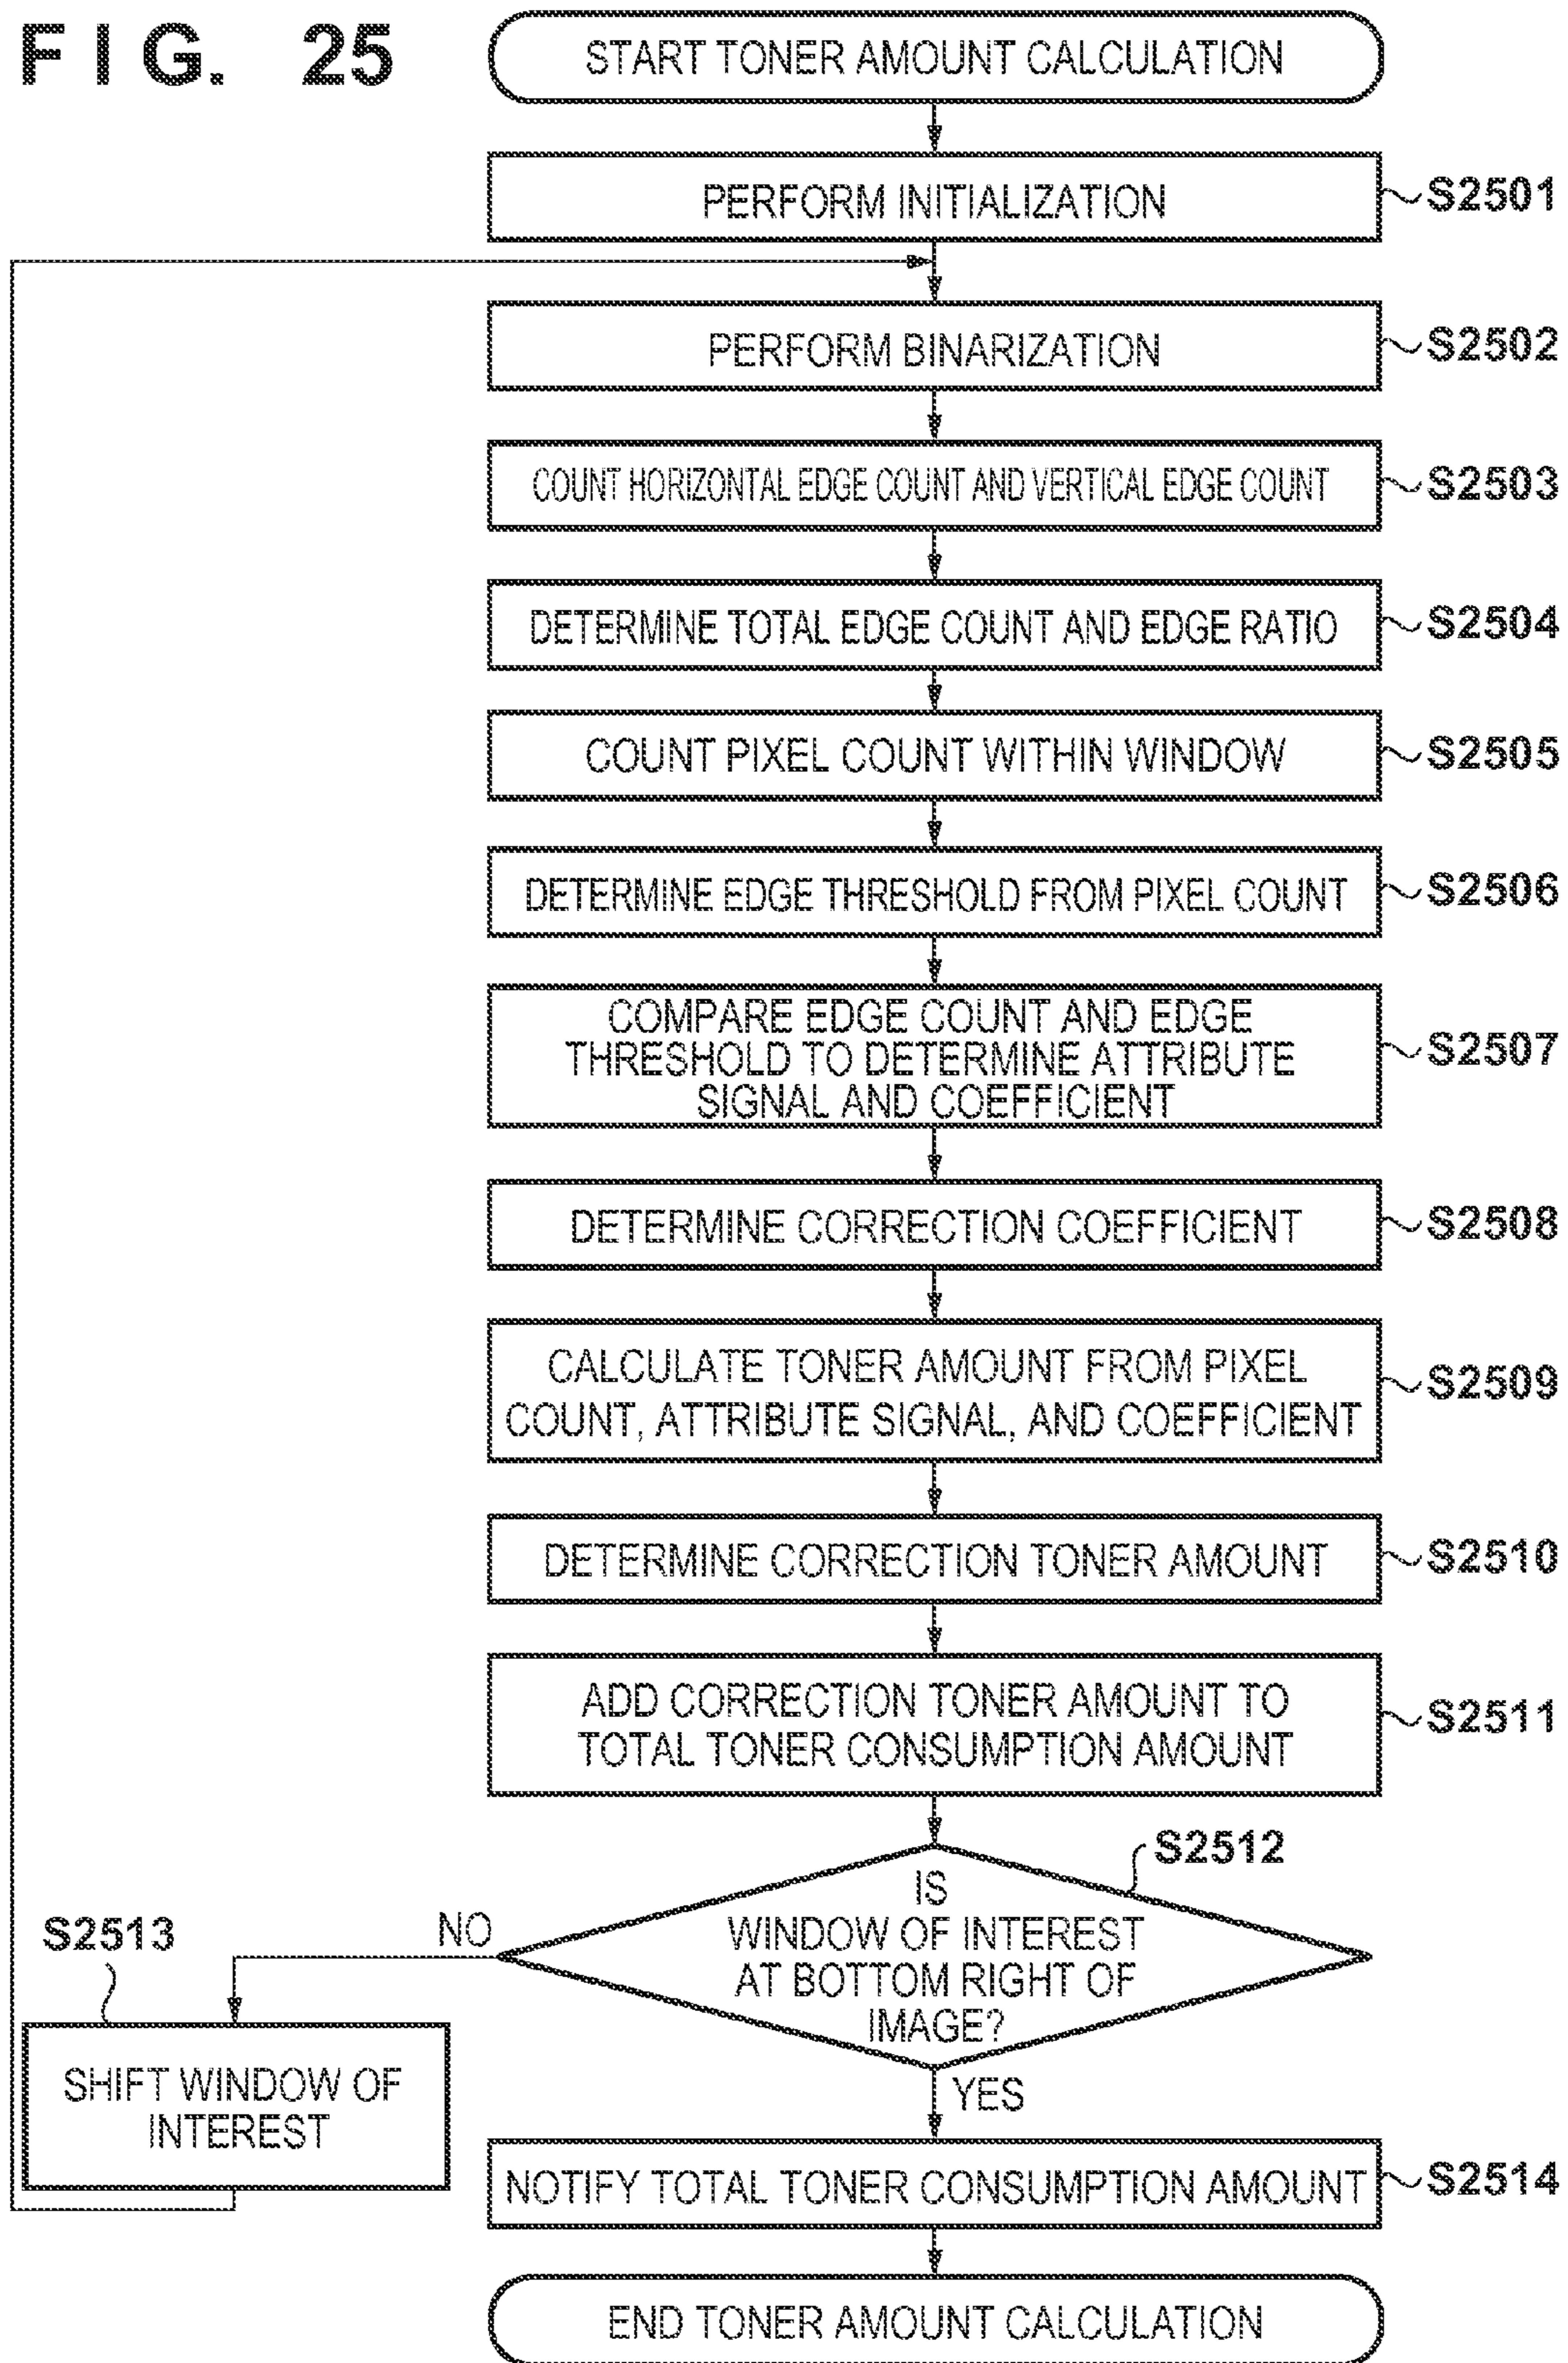 FIG. 25
START TONER AMOUNT CALCULATION
PERFORM INITIALIZATION
S2501
PERFORM BINARIZATION
S2502
COUNT HORIZONTAL EDGE COUNT AND VERTICAL EDGE COUNT
S2503
DETERMINE TOTAL EDGE COUNT AND EDGE RATIO
S2504
COUNT PIXEL COUNT WITHIN WINDOW
S2505
DETERMINE EDGE THRESHOLD FROM PIXEL COUNT
S2506
COMPARE EDGE COUNT AND EDGE
THRESHOLD TO DETERMINE ATTRIBUTE
SIGNAL AND COEFFICIENT
S2507
DETERMINE CORRECTION COEFFICIENT
S2508
CALCULATE TONER AMOUNT FROM PIXEL
COUNT, ATTRIBUTE SIGNAL, AND COEFFICIENT
S2509
DETERMINE CORRECTION TONER AMOUNT
S2510
ADD CORRECTION TONER AMOUNT TO
TOTAL TONER CONSUMPTION AMOUNT
S2511
S2512
IS
WINDOW OF INTEREST
AT BOTTOM RIGHT OF
IMAGE?
NO
S2513
SHIFT WINDOW OF
INTEREST
YES
NOTIFY TOTAL TONER CONSUMPTION AMOUNT
S2514
END TONER AMOUNT CALCULATION